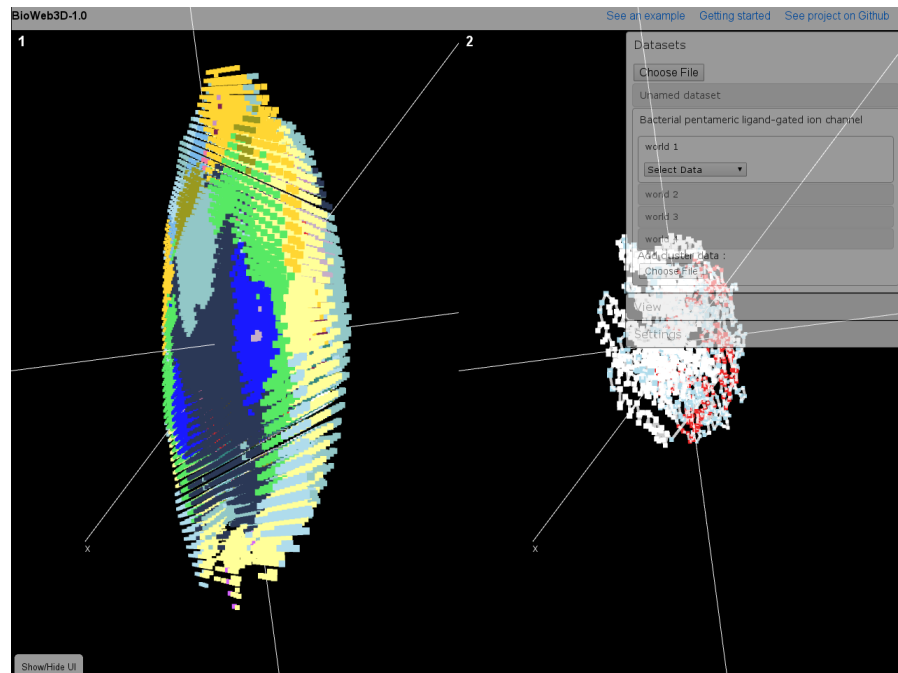 BioWeb3D-1.0
See an example Getting started See project on Github
1
2
Datasets
Choose File
Unamed dataset
Bacterial pentameric ligand-gated ion channel
world 1
Select Data
world 2
world 3
world
Add cluster data :
Choose File
View
Settings
x
x
Show/Hide UI